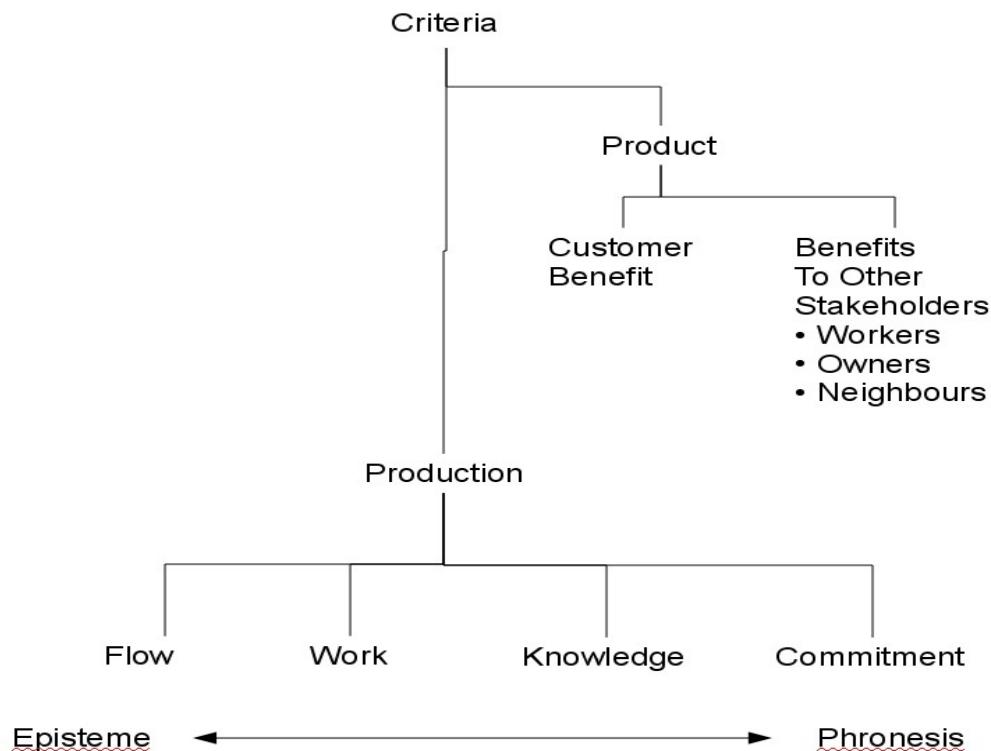 Criteria
Product
Customer
Benefit
Benefits
To Other
Stakeholders
• Workers
• Owners
• Neighbours
Production
Flow
Work
Knowledge
Commitment
Episteme
Phronesis